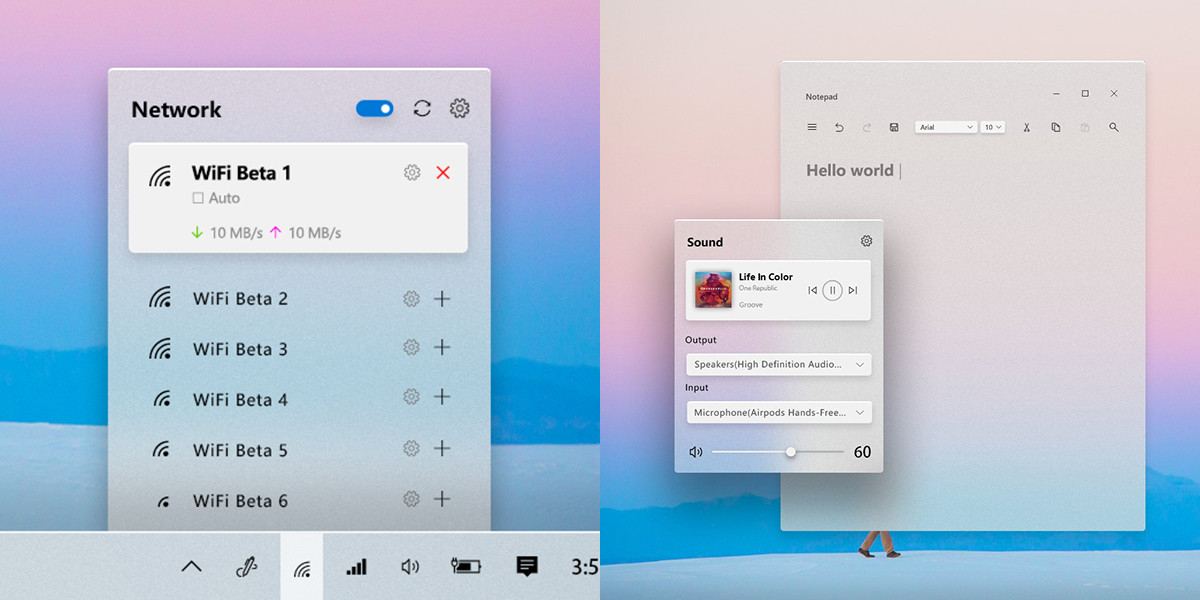 Network
WiFi Beta 1
Auto
10 MB/s 10 MB/s
WiFi Beta 2
WiFi Beta 3
WiFi Beta 4
WiFi Beta 5
WiFi Beta 6
3:5
Notepad
Arial 10
Hello world
Sound
Life In Color
One Republic
Groove
Output
Speakers(High Definition Audio...
Input
Microphone(Airpods Hands-Free...
60